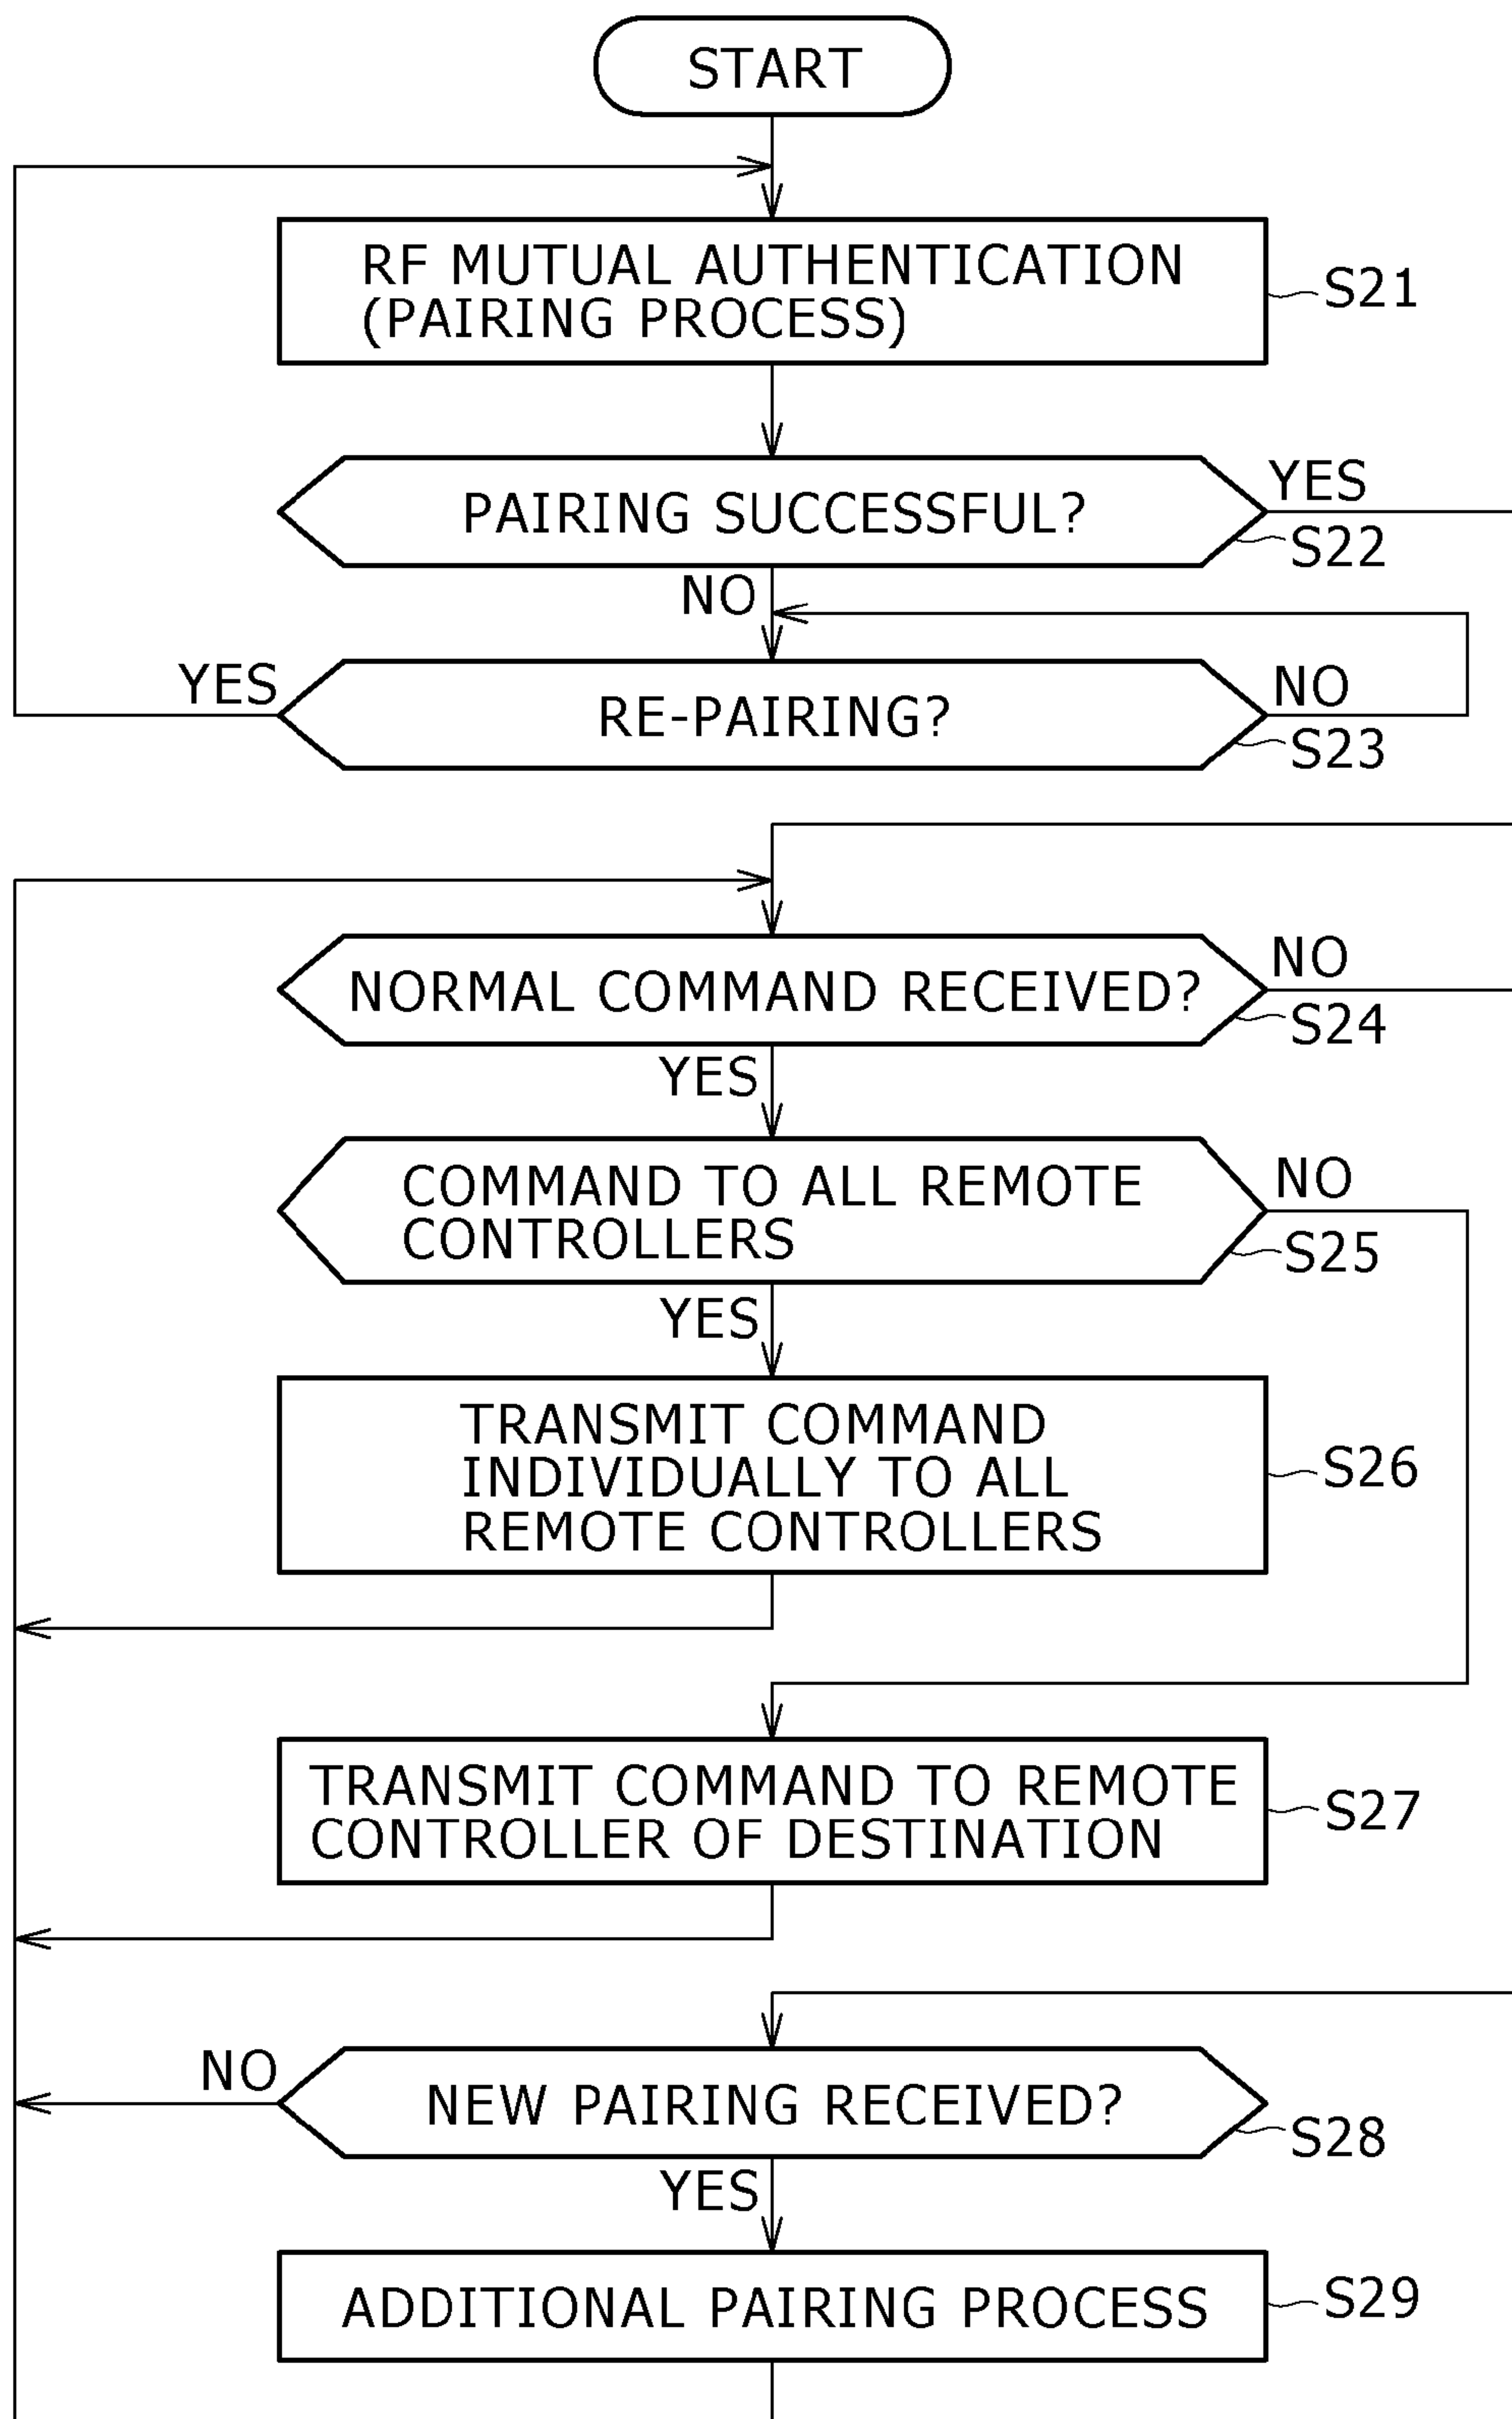 START
RF MUTUAL AUTHENTICATION
(PAIRING PROCESS)
S21
PAIRING SUCCESSFUL?
YES
S22
NO
YES
RE-PAIRING?
NO
S23
NORMAL COMMAND RECEIVED?
NO
S24
YES
COMMAND TO ALL REMOTE
CONTROLLERS
NO
S25
YES
TRANSMIT COMMAND
INDIVIDUALLY TO ALL
REMOTE CONTROLLERS
S26
TRANSMIT COMMAND TO REMOTE
CONTROLLER OF DESTINATION
S27
NO
NEW PAIRING RECEIVED?
S28
YES
ADDITIONAL PAIRING PROCESS
S29